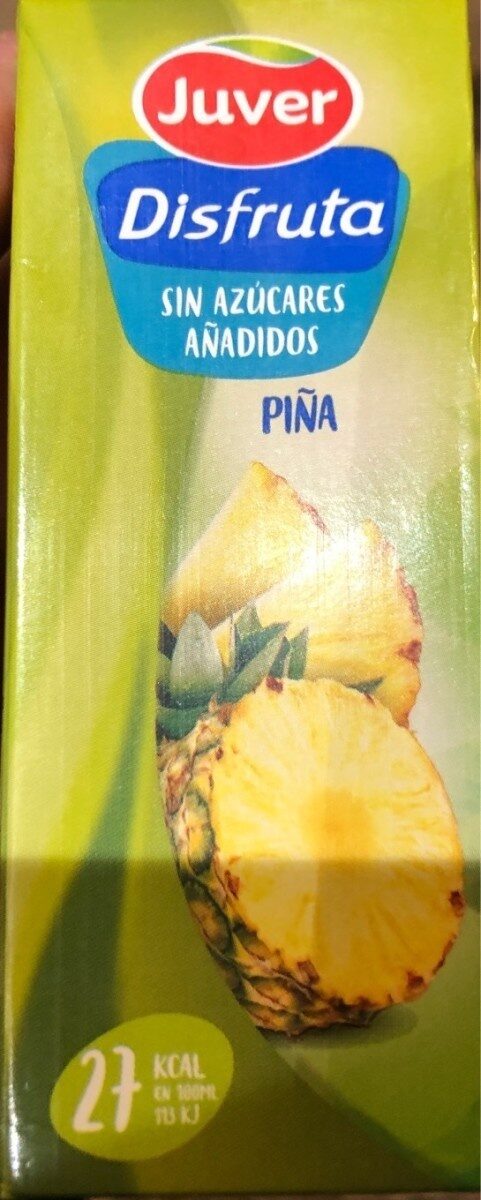 Juver
Disfruta
SIN AZÚCARES
AÑADIDOS
PIÑA
27 KCAL
EN 100ML
113 KJ